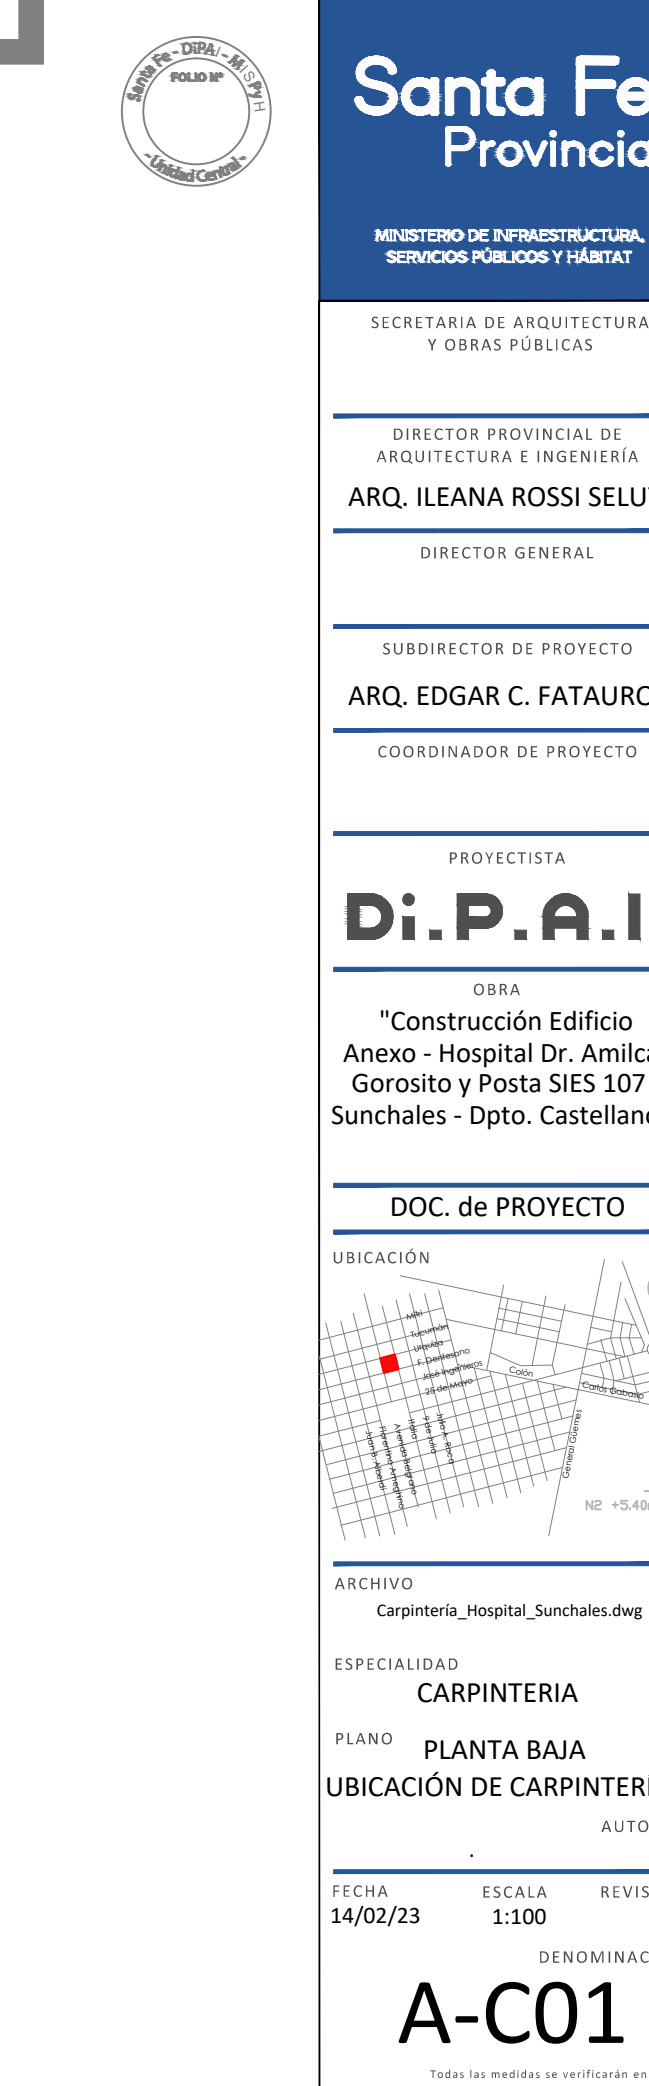 Santa Fe - DiPAI - MISPyH
FOLIO Nº
- Unidad Central -
Santa Fe
Provincia
MINISTERIO DE INFRAESTRUCTURA,
SERVICIOS PÚBLICOS Y HÁBITAT
SECRETARIA DE ARQUITECTURA
Y OBRAS PÚBLICAS
DIRECTOR PROVINCIAL DE
ARQUITECTURA E INGENIERÍA
ARQ. ILEANA ROSSI
DIRECTOR GENERAL
SUBDIRECTOR DE PROYECTO
ARQ. EDGAR C. FATAURO
COORDINADOR DE PROYECTO
PROYECTISTA
Di.P.A.I
OBRA
"Construcción Edificio
Anexo - Hospital Dr.
Gorosito y Posta SIES 107
Sunchales - Dpto.
DOC. de PROYECTO
UBICACIÓN
Mitri
Tucumán
Urquiza
F. Dentesano
José Ingenieros
25 de Mayo
Colón
Carlos Gabasio
Julio A. Roca
9 de Julio
Italia
Avenida Belgrano
Florentino Ameghino
Juan B. Alberdi
General Güemes
N2 +5.40
ARCHIVO
Carpintería_Hospital_Sunchales.dwg
ESPECIALIDAD
CARPINTERIA
PLANO
PLANTA BAJA
UBICACIÓN DE
.
FECHA
ESCALA
14/02/23
1:100
A-C01
Todas las medidas se verificarán en